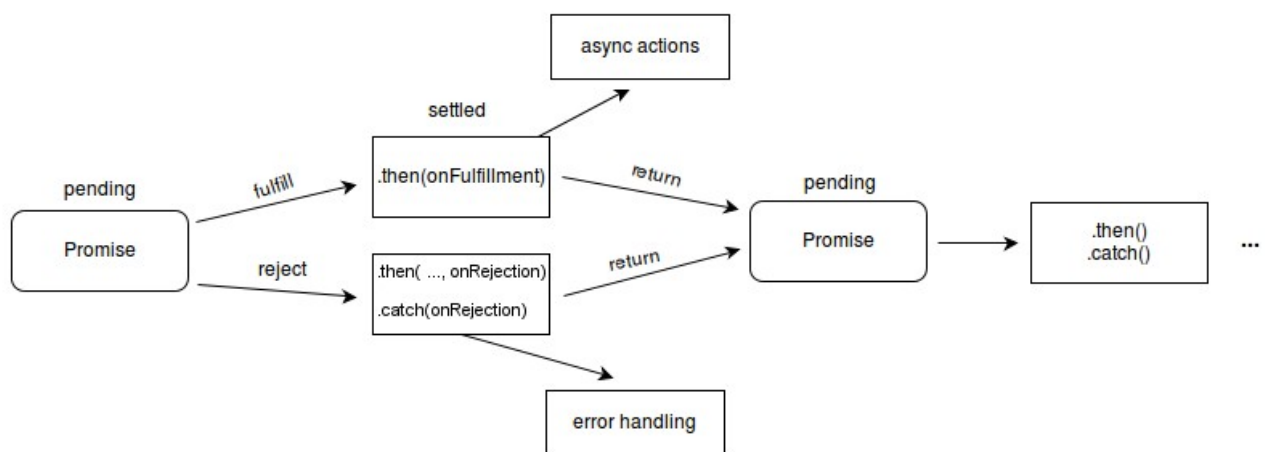 async actions
settled
.then(onFulfillment)
return
pending
fulfill
pending
Promise
Promise
.then()
.catch()
...
reject
.then( ..., onRejection)
.catch(onRejection)
return
error handling